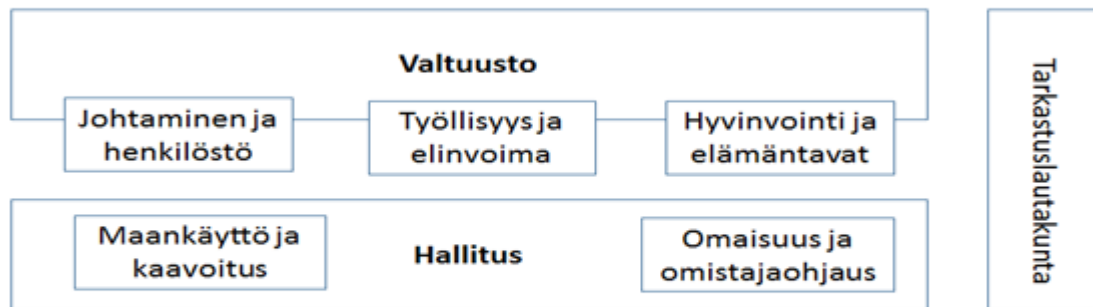 Valtuusto
Johtaminen ja
henkilöstö
Työllisyys ja
elinvoima
Hyvinvointi ja
elämäntavat
Maankäyttö ja
kaavoitus
Hallitus
Omaisuus ja
omistajaohjaus
Tarkastuslautakunta